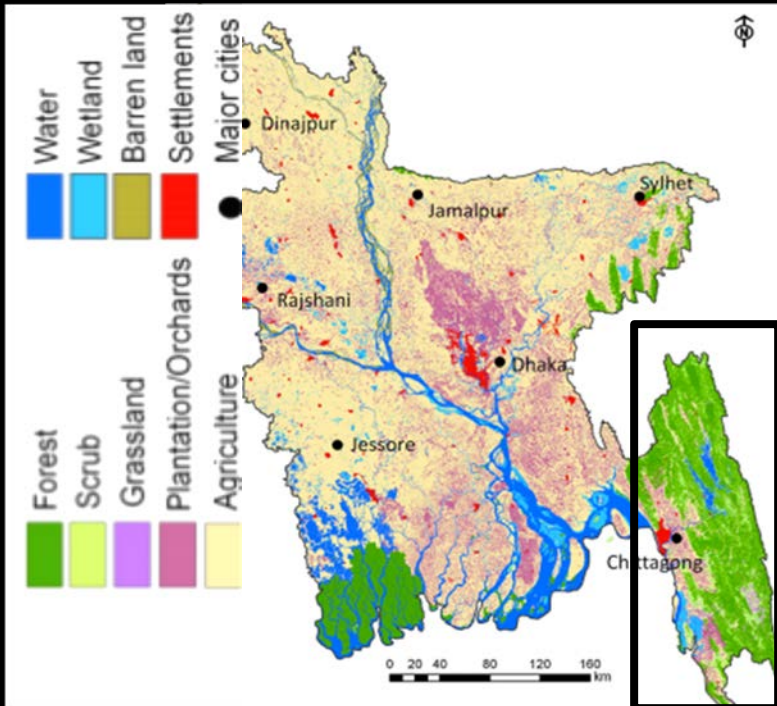 Water
Wetland
Barren land
Settlements
Major cities
Forest
Scrub
Grassland
Plantation/Orchards
Agriculture
N
Dinajpur
Sylhet
Jamalpur
Rajshani
Dhaka
Jessore
Chittagong
0 20 40 80 120 160
km